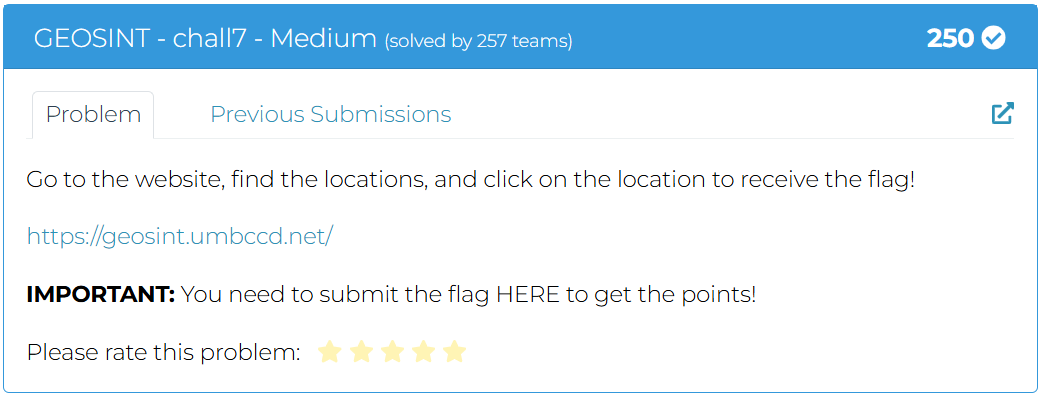 GEOSINT - chall7 - Medium (solved by 257 teams) 250
Problem Previous Submissions
Go to the website, find the locations, and click on the location to receive the flag!
https://geosint.umbccd.net/
IMPORTANT: You need to submit the flag HERE to get the points!
Please rate this problem: